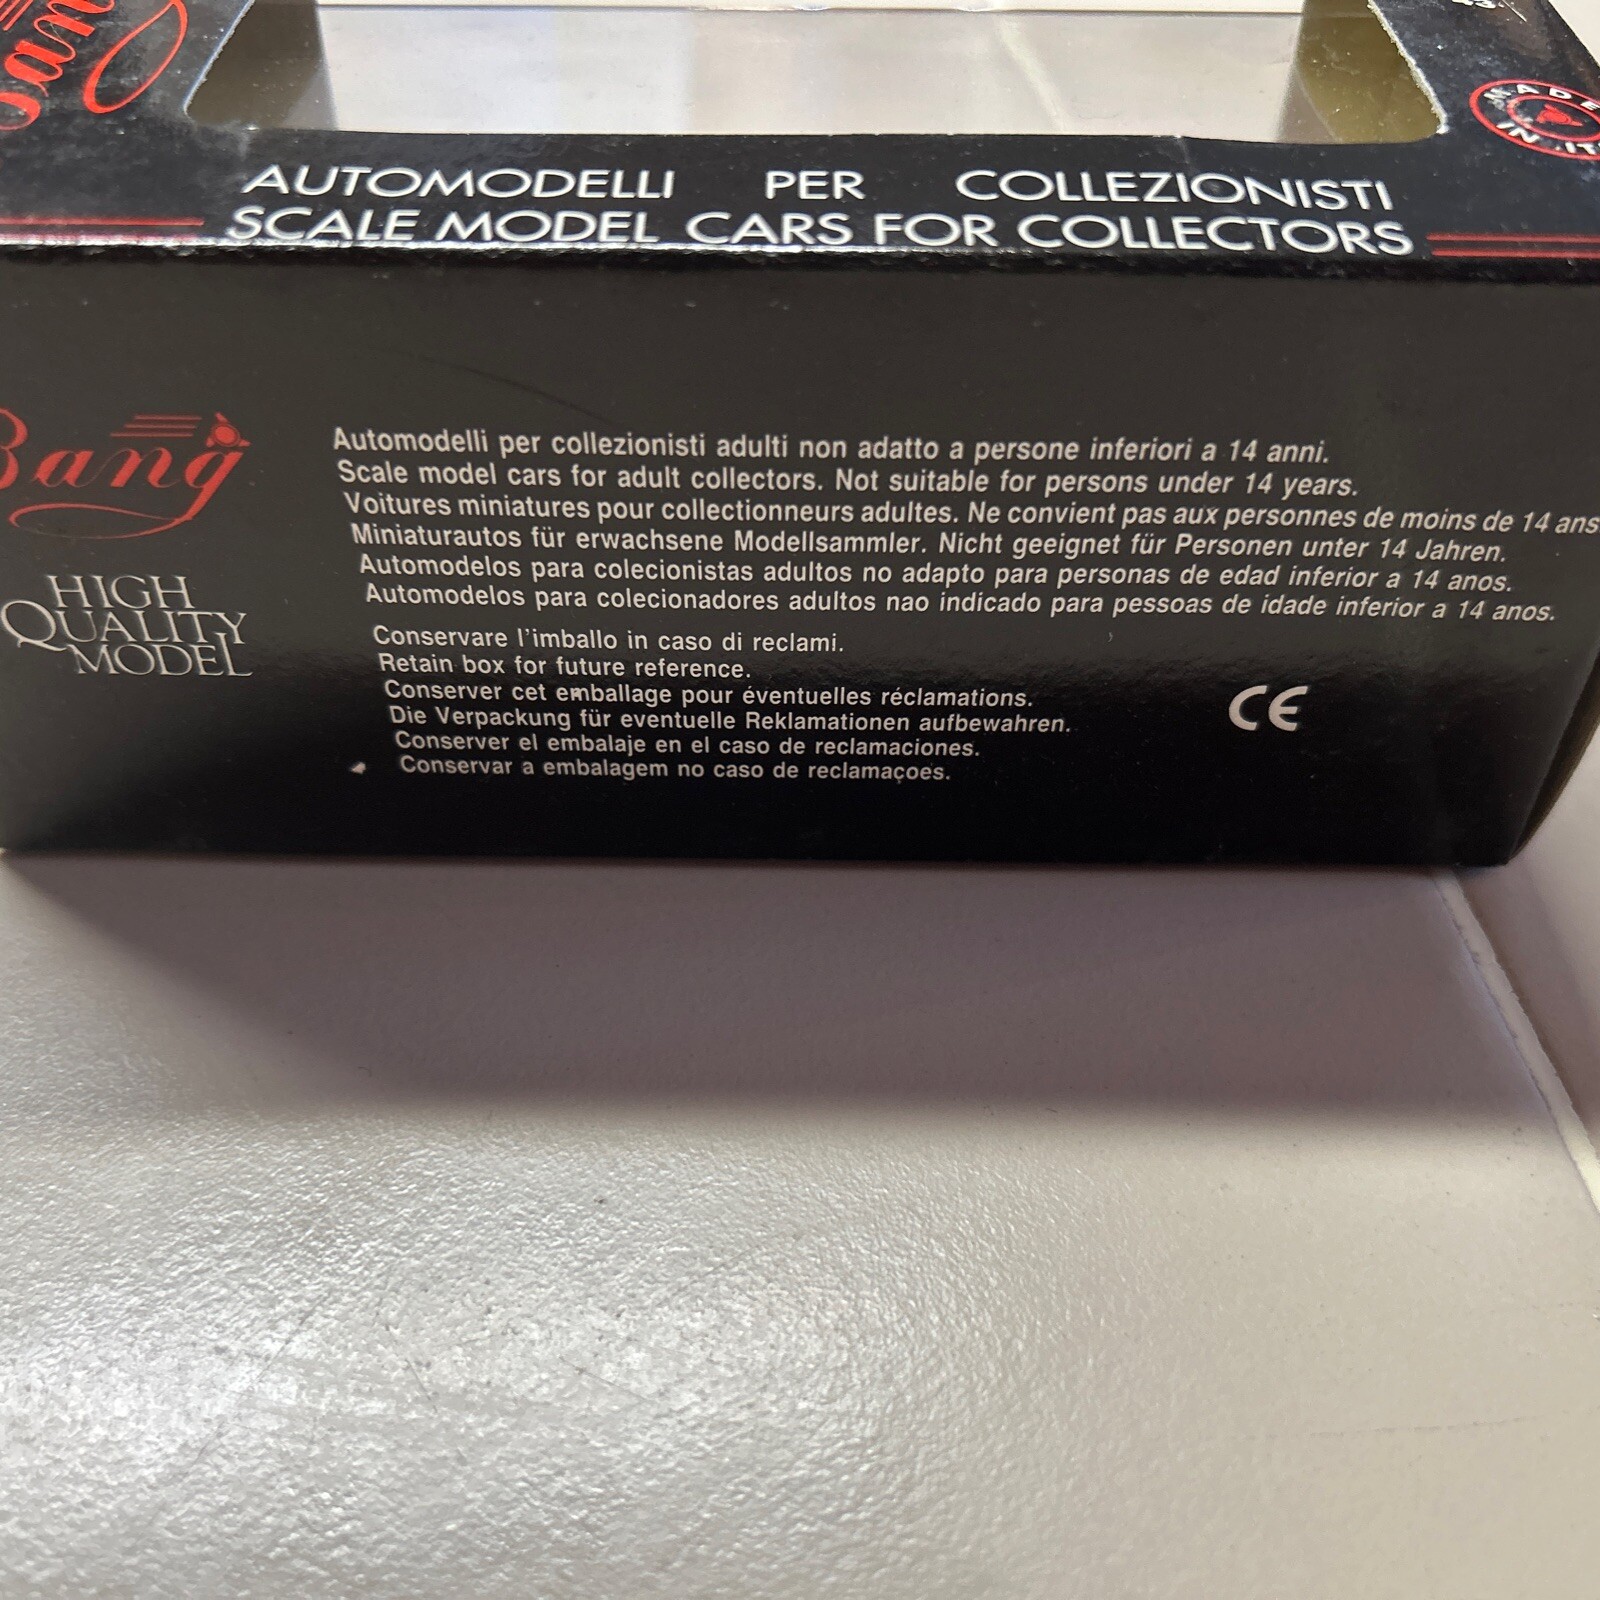 AUTOMODELLI PER COLLEZIONISTI
SCALE MODEL CARS FOR COLLECTORS
MADE IN
Bang
HIGH
QUALITY
MODEL
Automodelli per collezionisti adulti non adatto a persone inferiori a 14 anni.
Scale model cars for adult collectors. Not suitable for persons under 14 years.
Voitures miniatures pour collectionneurs adultes. Ne convient pas aux personnes de moins de 14 ans
Miniaturautos für erwachsene Modellsammler. Nicht geeignet für Personen unter 14 Jahren.
Automodelos para colecionistas adultos no adapto para personas de edad inferior a 14 anos.
Automodelos para colecionadores adultos nao indicado para pessoas de idade inferior a 14 anos.
Conservare l'imballo in caso di reclami.
Retain box for future reference.
Conserver cet emballage pour éventuelles réclamations.
Die Verpackung für eventuelle Reklamationen aufbewahren.
Conserver el embalaje en el caso de reclamaciones.
Conservar a embalagem no caso de reclamaçoes.
CE